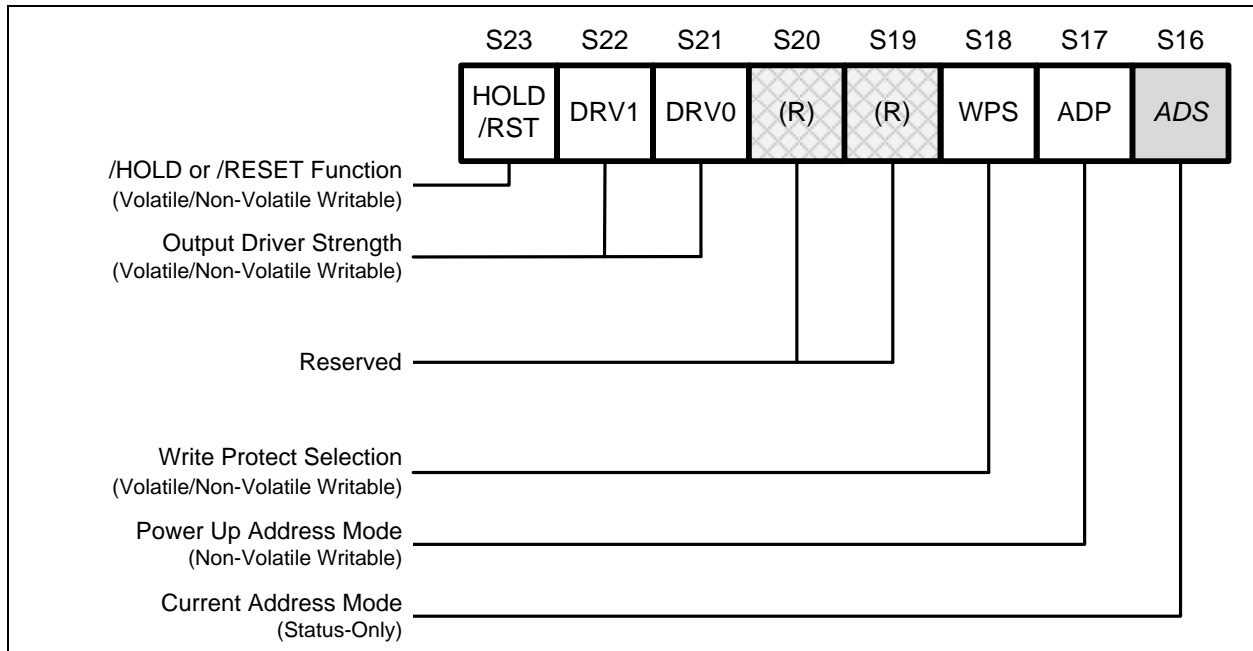 S23 S22 S21 S20 S19 S18 S17 S16
HOLD
/RST
DRV1 DRV0 (R) (R) WPS ADP ADS
/HOLD or /RESET Function
(Volatile/Non-Volatile Writable)
Output Driver Strength
(Volatile/Non-Volatile Writable)
Reserved
Write Protect Selection
(Volatile/Non-Volatile Writable)
Power Up Address Mode
(Non-Volatile Writable)
Current Address Mode
(Status-Only)